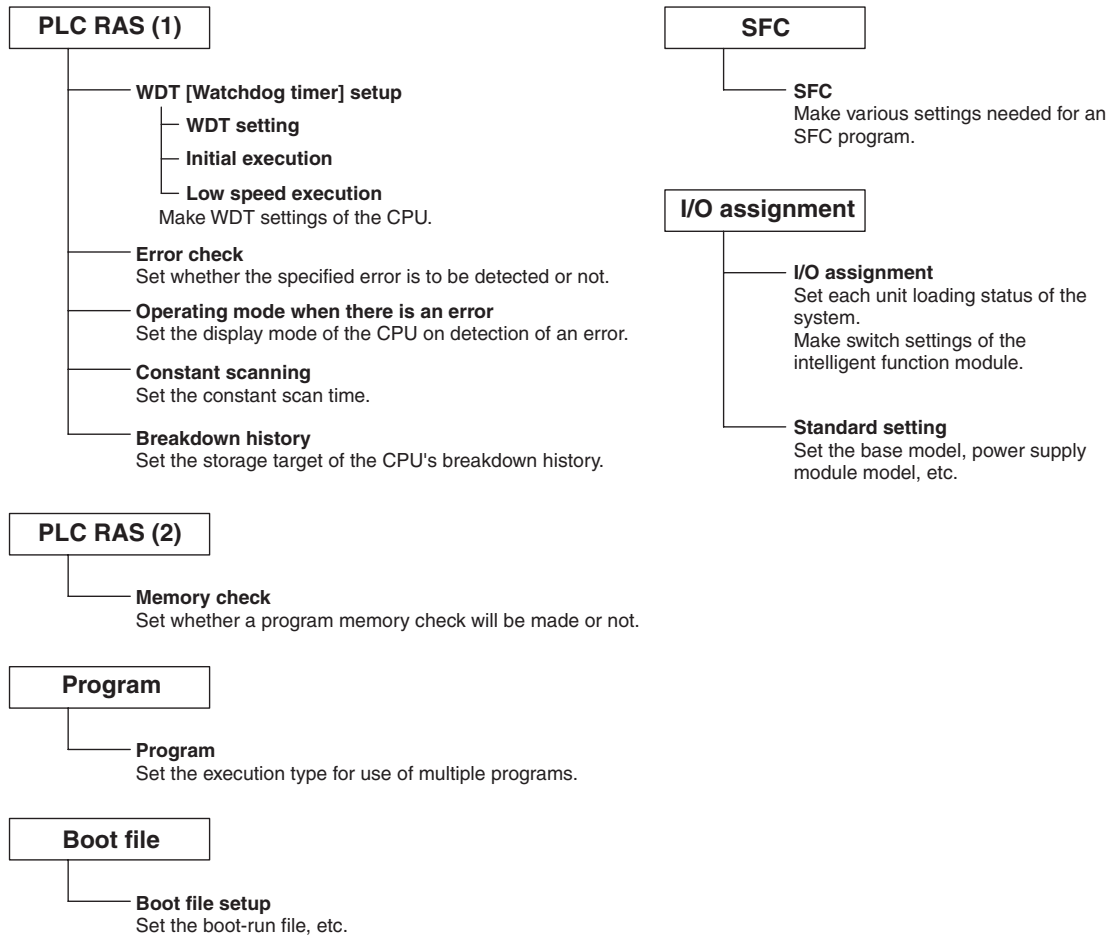 PLC RAS (1)
WDT [Watchdog timer] setup
WDT setting
Initial execution
Low speed execution
Make WDT settings of the CPU.
Error check
Set whether the specified error is to be detected or not.
Operating mode when there is an error
Set the display mode of the CPU on detection of an error.
Constant scanning
Set the constant scan time.
Breakdown history
Set the storage target of the CPU's breakdown history.
PLC RAS (2)
Memory check
Set whether a program memory check will be made or not.
Program
Program
Set the execution type for use of multiple programs.
Boot file
Boot file setup
Set the boot-run file, etc.
SFC
SFC
Make various settings needed for an
SFC program.
I/O assignment
I/O assignment
Set each unit loading status of the
system.
Make switch settings of the
intelligent function module.
Standard setting
Set the base model, power supply
module model, etc.